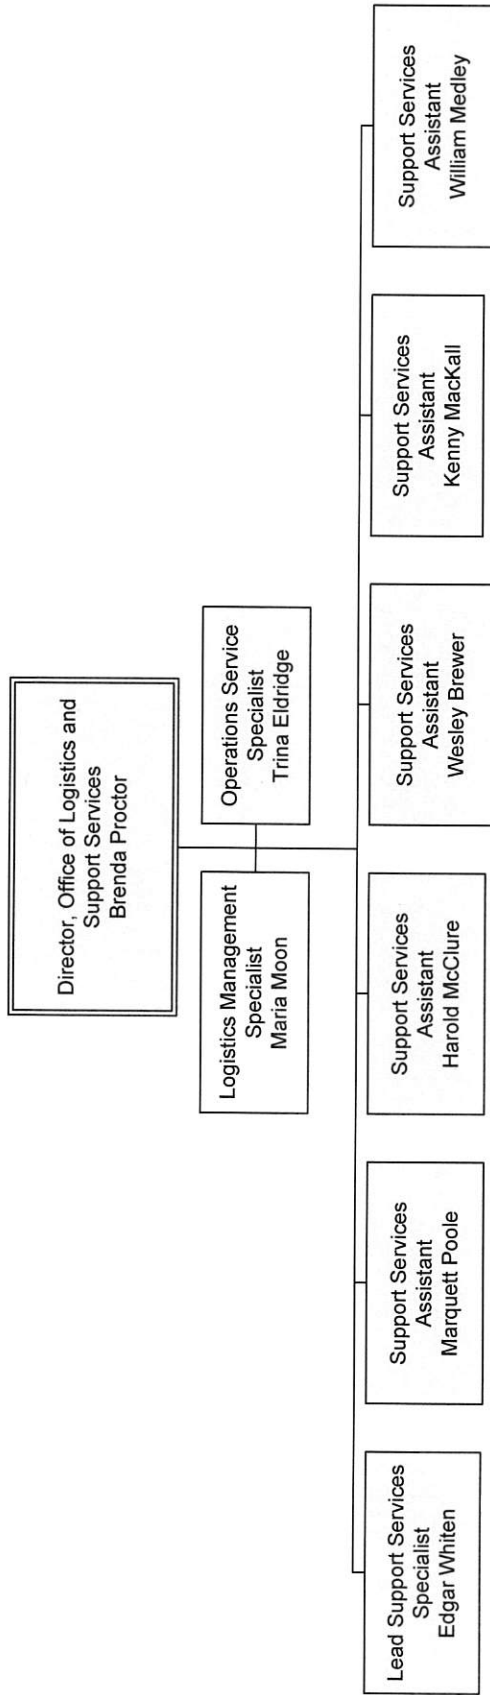 Director, Office of Logistics and
Support Services
Brenda Proctor
Logistics Management
Specialist
Maria Moon
Operations Service
Specialist
Trina Eldridge
Lead Support Services
Specialist
Edgar Whiten
Support Services
Assistant
Marquett Poole
Support Services
Assistant
Harold McClure
Support Services
Assistant
Wesley Brewer
Support Services
Assistant
Kenny MacKall
Support Services
Assistant
William Medley